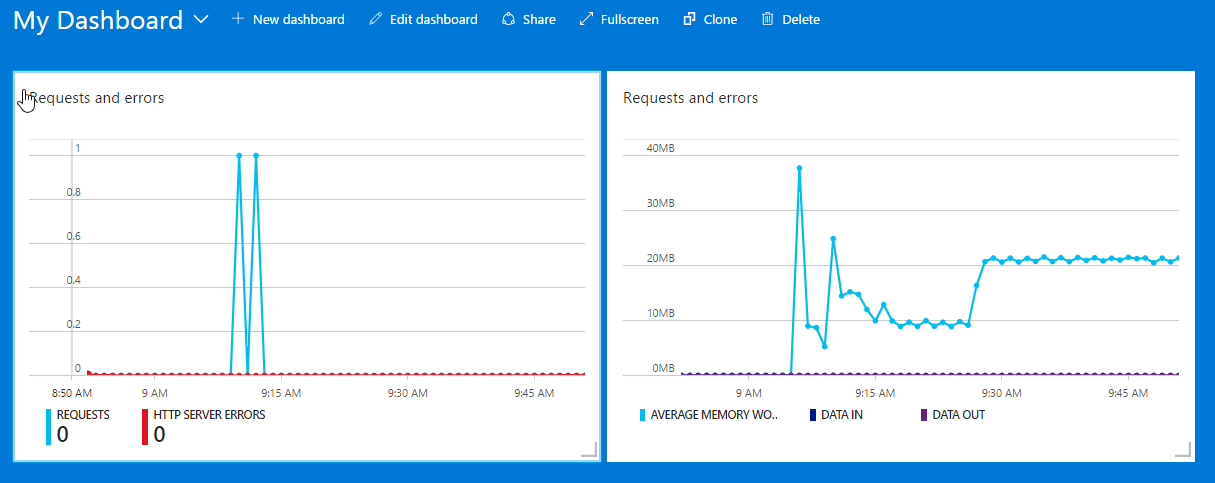 My Dashboard
New dashboard
Edit dashboard
Share
Fullscreen
Clone
Delete
Requests and errors
1
0.8
0.6
0.4
0.2
0
8:50 AM 9 AM 9:15 AM 9:30 AM 9:45 AM
REQUESTS
0
HTTP SERVER ERRORS
0
Requests and errors
40MB
30MB
20MB
10MB
0MB
9 AM 9:15 AM 9:30 AM 9:45 AM
AVERAGE MEMORY WO..
DATA IN
DATA OUT